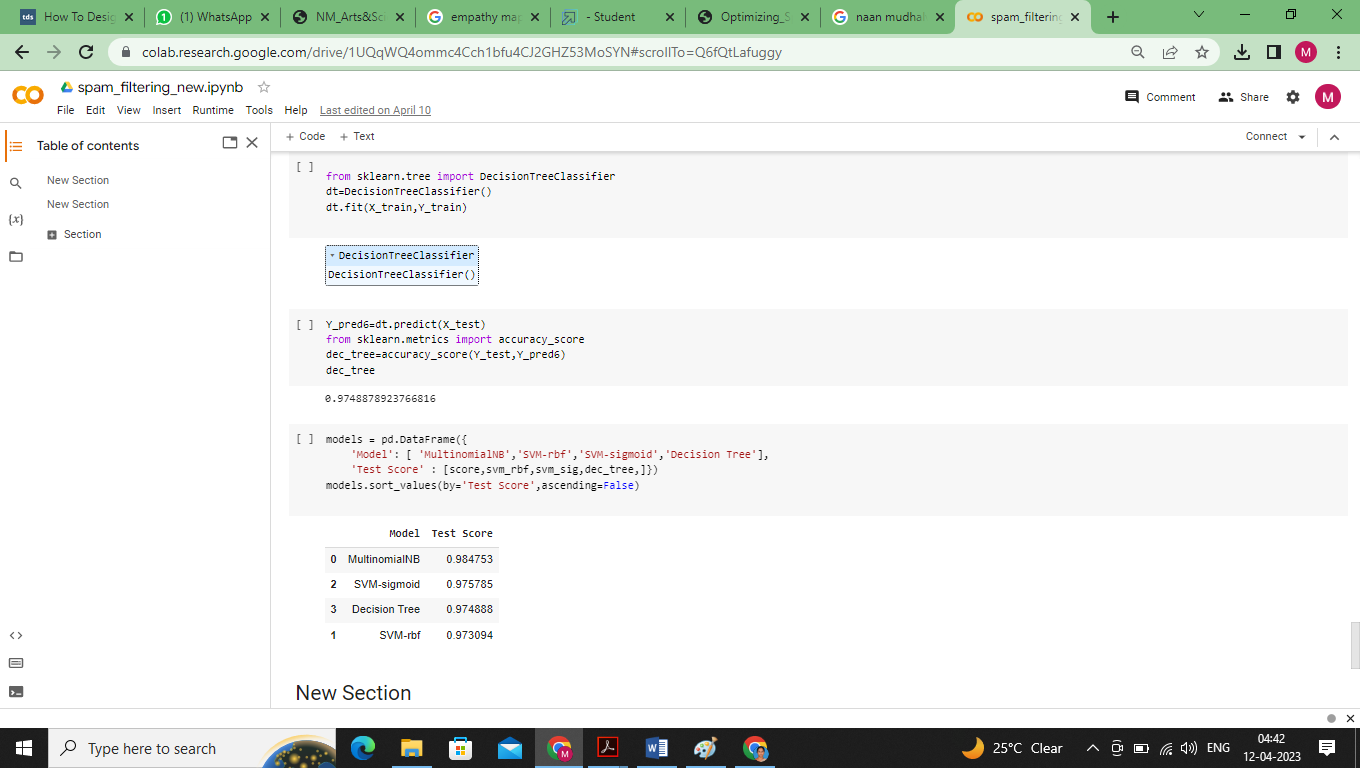 How To Desig
(1) WhatsApp
NM_Arts&Sci
empathy map
- Student
Optimizing_S
naan mudhal
spam_filtering
colab.research.google.com/drive/1UQqWQ4ommc4Cch1bfu4CJ2GHZ53MoSYN#scrollTo=Q6fQtLafuggy
M
spam_filtering_new.ipynb
File Edit View Insert Runtime Tools Help Last edited on April 10
Comment Share M
Table of contents
New Section
New Section
Section
+ Code + Text
Connect
[ ]
from sklearn.tree import DecisionTreeClassifier
dt=DecisionTreeClassifier()
dt.fit(X_train,Y_train)
DecisionTreeClassifier
DecisionTreeClassifier()
[ ] Y_pred6=dt.predict(X_test)
from sklearn.metrics import accuracy_score
dec_tree=accuracy_score(Y_test,Y_pred6)
dec_tree
0.9748878923766816
[ ] models = pd.DataFrame({
'Model': [ 'MultinomialNB','SVM-rbf','SVM-sigmoid','Decision Tree'],
'Test Score' : [score,svm_rbf,svm_sig,dec_tree,]})
models.sort_values(by='Test Score',ascending=False)
Model Test Score
0 MultinomialNB 0.984753
2 SVM-sigmoid 0.975785
3 Decision Tree 0.974888
1 SVM-rbf 0.973094
New Section
Type here to search
25°C Clear
ENG
04:42
12-04-2023